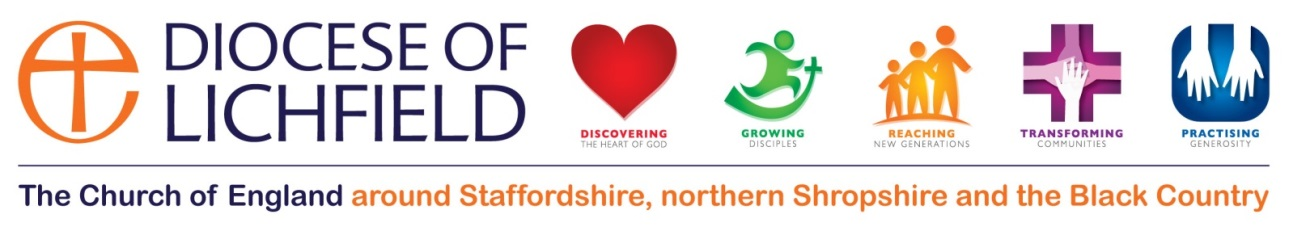 DIOCESE OF
LICHFIELD
DISCOVERING
THE HEART OF GOD
GROWING
DISCIPLES
REACHING
NEW GENERATIONS
TRANSFORMING
COMMUNITIES
PRACTISING
GENEROSITY
The Church of England around Staffordshire, northern Shropshire and the Black Country